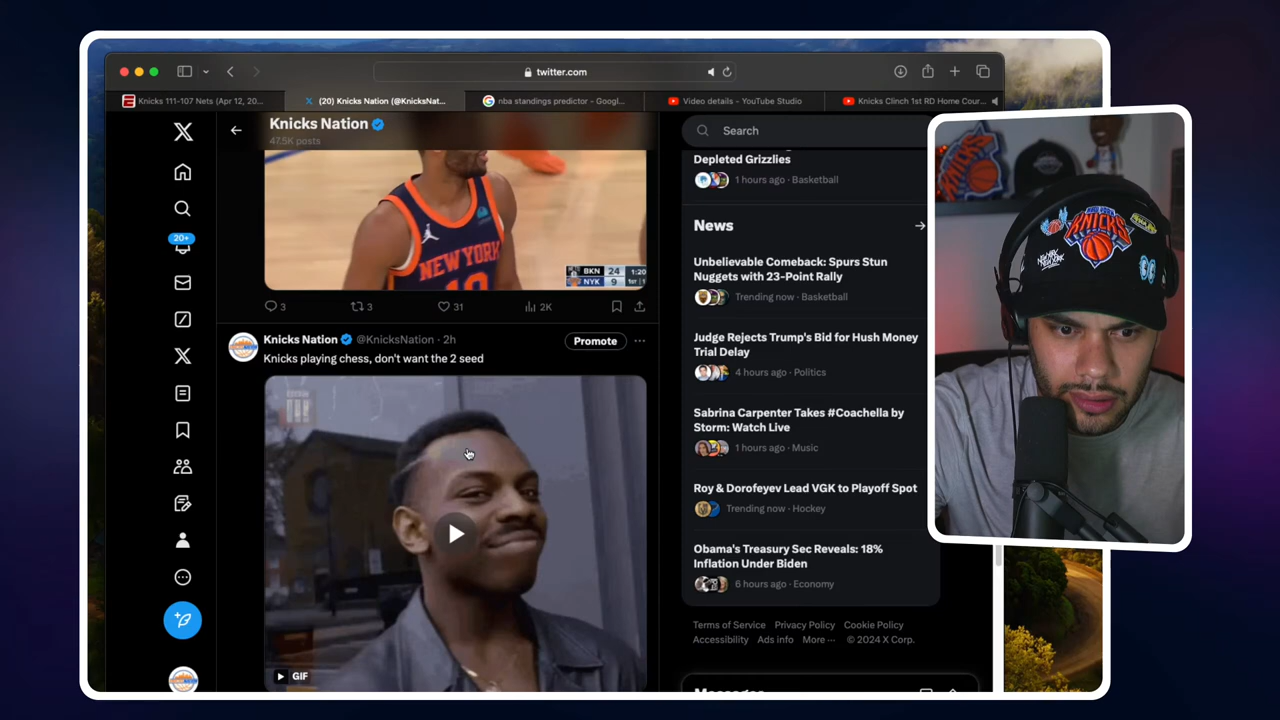 twitter.com
Knicks 111-107 Nets (Apr 12, 20...
(20) Knicks Nation (@KnicksNat...
nba standings predictor - Googl...
Video details - YouTube Studio
Knicks Clinch 1st RD Home Cour...
Knicks Nation
47.5K posts
Search
Depleted Grizzlies
1 hours ago · Basketball
NEW YORK
BKN 24 1:20
NYK 9
3 3 31 2K
News
Unbelievable Comeback: Spurs Stun
Nuggets with 23-Point Rally
Trending now · Basketball
Judge Rejects Trump's Bid for Hush Money
Trial Delay
4 hours ago · Politics
Sabrina Carpenter Takes #Coachella by
Storm: Watch Live
1 hours ago · Music
Roy & Dorofeyev Lead VGK to Playoff Spot
Trending now · Hockey
Obama's Treasury Sec Reveals: 18%
Inflation Under Biden
6 hours ago · Economy
Terms of Service Privacy Policy Cookie Policy
Accessibility Ads info More ··· © 2024 X Corp.
20+
Knicks Nation @KnicksNation · 2h
Promote
Knicks playing chess, don't want the 2 seed
GIF
KNICKS
KNICKS